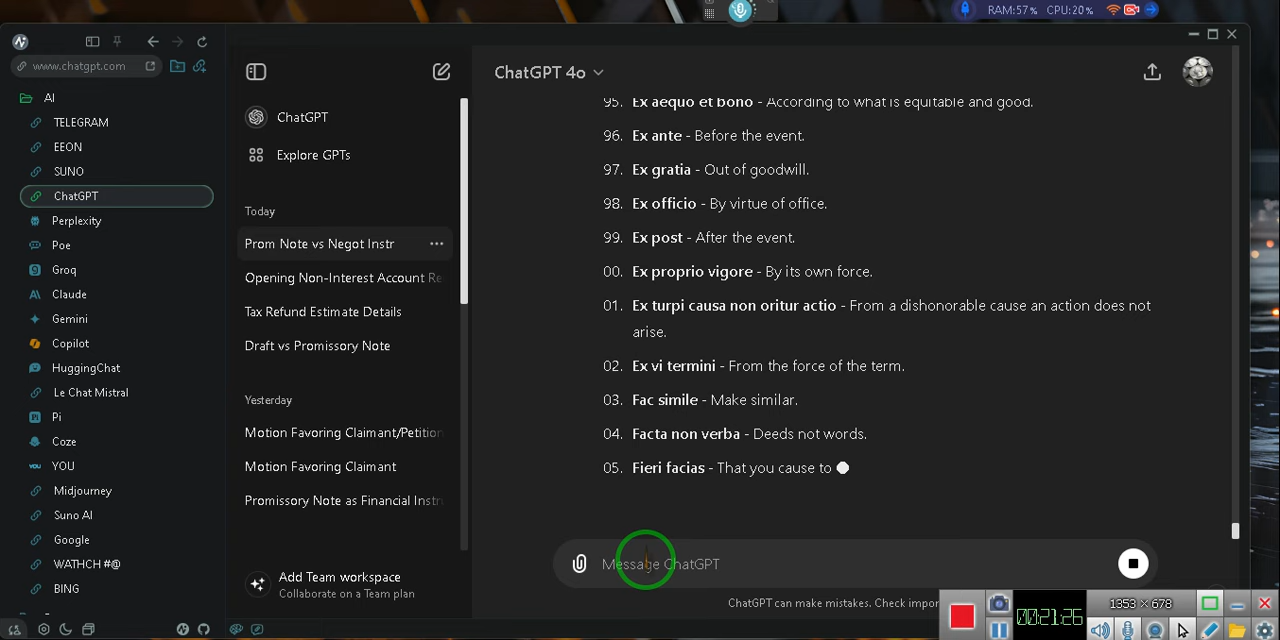 RAM:57% CPU:20%
www.chatgpt.com
AI
TELEGRAM
EEON
SUNO
ChatGPT
Perplexity
Poe
Groq
Claude
Gemini
Copilot
HuggingChat
Le Chat Mistral
Pi
Coze
YOU
Midjourney
Suno AI
Google
WATHCH #@
BING
ChatGPT
Explore GPTs
Today
Prom Note vs Negot Instr
Opening Non-Interest Account Re
Tax Refund Estimate Details
Draft vs Promissory Note
Yesterday
Motion Favoring Claimant/Petition
Motion Favoring Claimant
Promissory Note as Financial Instr
Add Team workspace
Collaborate on a Team plan
ChatGPT 4o
95. Ex aequo et bono - According to what is equitable and good.
96. Ex ante - Before the event.
97. Ex gratia - Out of goodwill.
98. Ex officio - By virtue of office.
99. Ex post - After the event.
00. Ex proprio vigore - By its own force.
01. Ex turpi causa non oritur actio - From a dishonorable cause an action does not
arise.
02. Ex vi termini - From the force of the term.
03. Fac simile - Make similar.
04. Facta non verba - Deeds not words.
05. Fieri facias - That you cause to
Message ChatGPT
ChatGPT can make mistakes. Check impor
00:21:26
1353 × 678